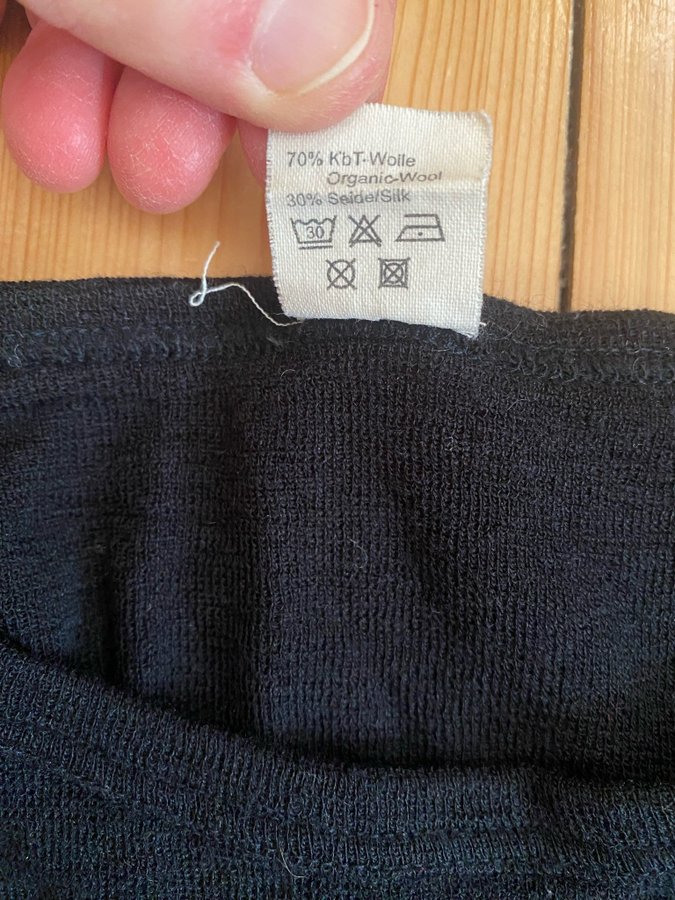 70% KbT-Wolle
Organic-Wool
30% Seide/Silk
30